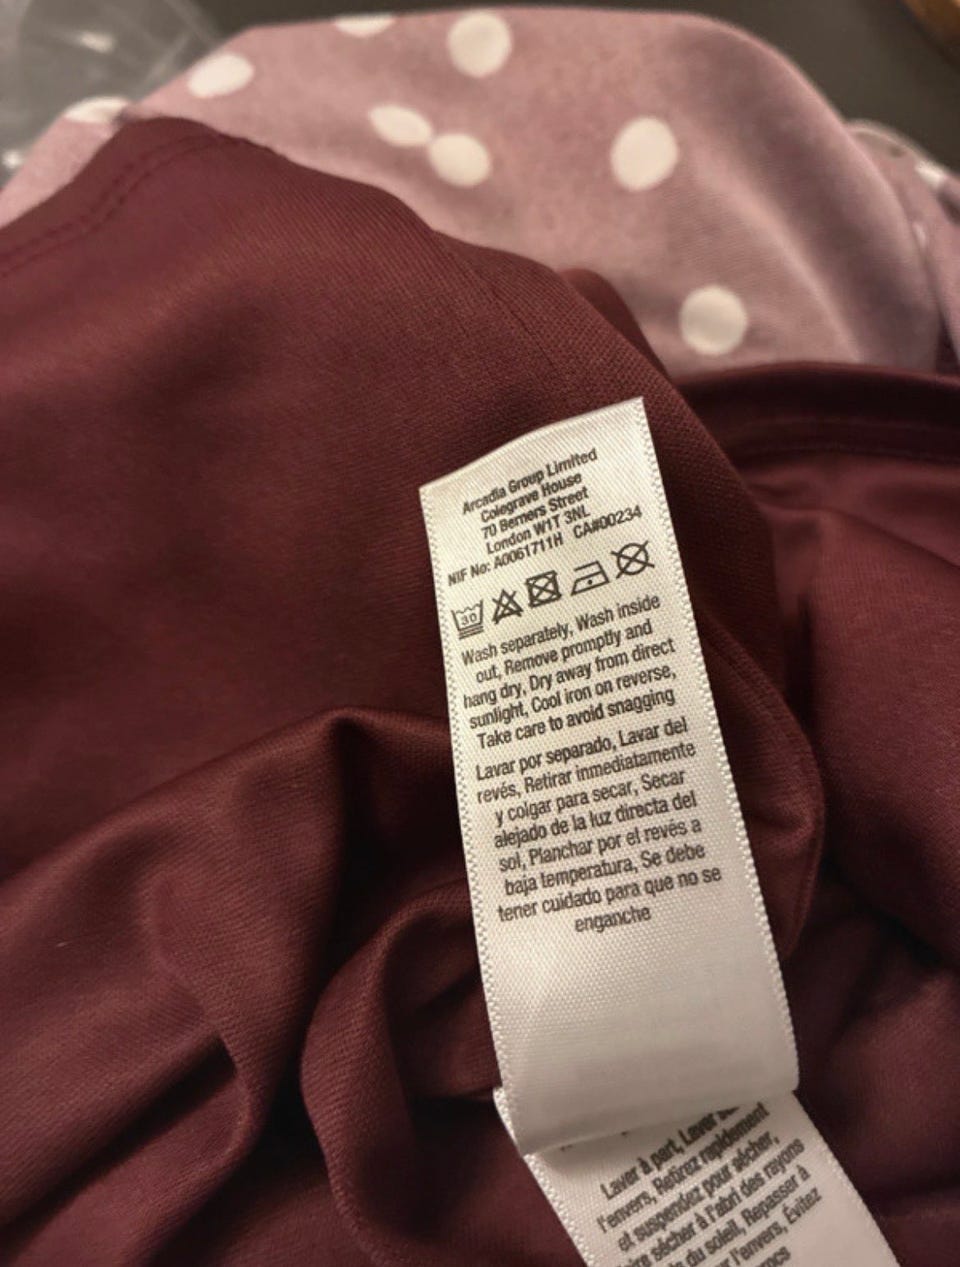 Arcadia Group Limited
Colegrave House
70 Berners Street
London W1T 3NL
NIF No: A0061711H CA#00234
30
Wash separately, Wash inside
out, Remove promptly and
hang dry, Dry away from direct
sunlight, Cool iron on reverse,
Take care to avoid snagging
Lavar por separado, Lavar del
revés, Retirar inmediatamente
y colgar para secar, Secar
alejado de la luz directa del
sol, Planchar por el revés a
baja temperatura, Se debe
tener cuidado para que no se
enganche
Laver à part, Laver
l'envers, Retirez rapidement
et suspendez pour sécher,
sécher à l'abri des rayons
du soleil, Repasser à
l'envers, Évitez